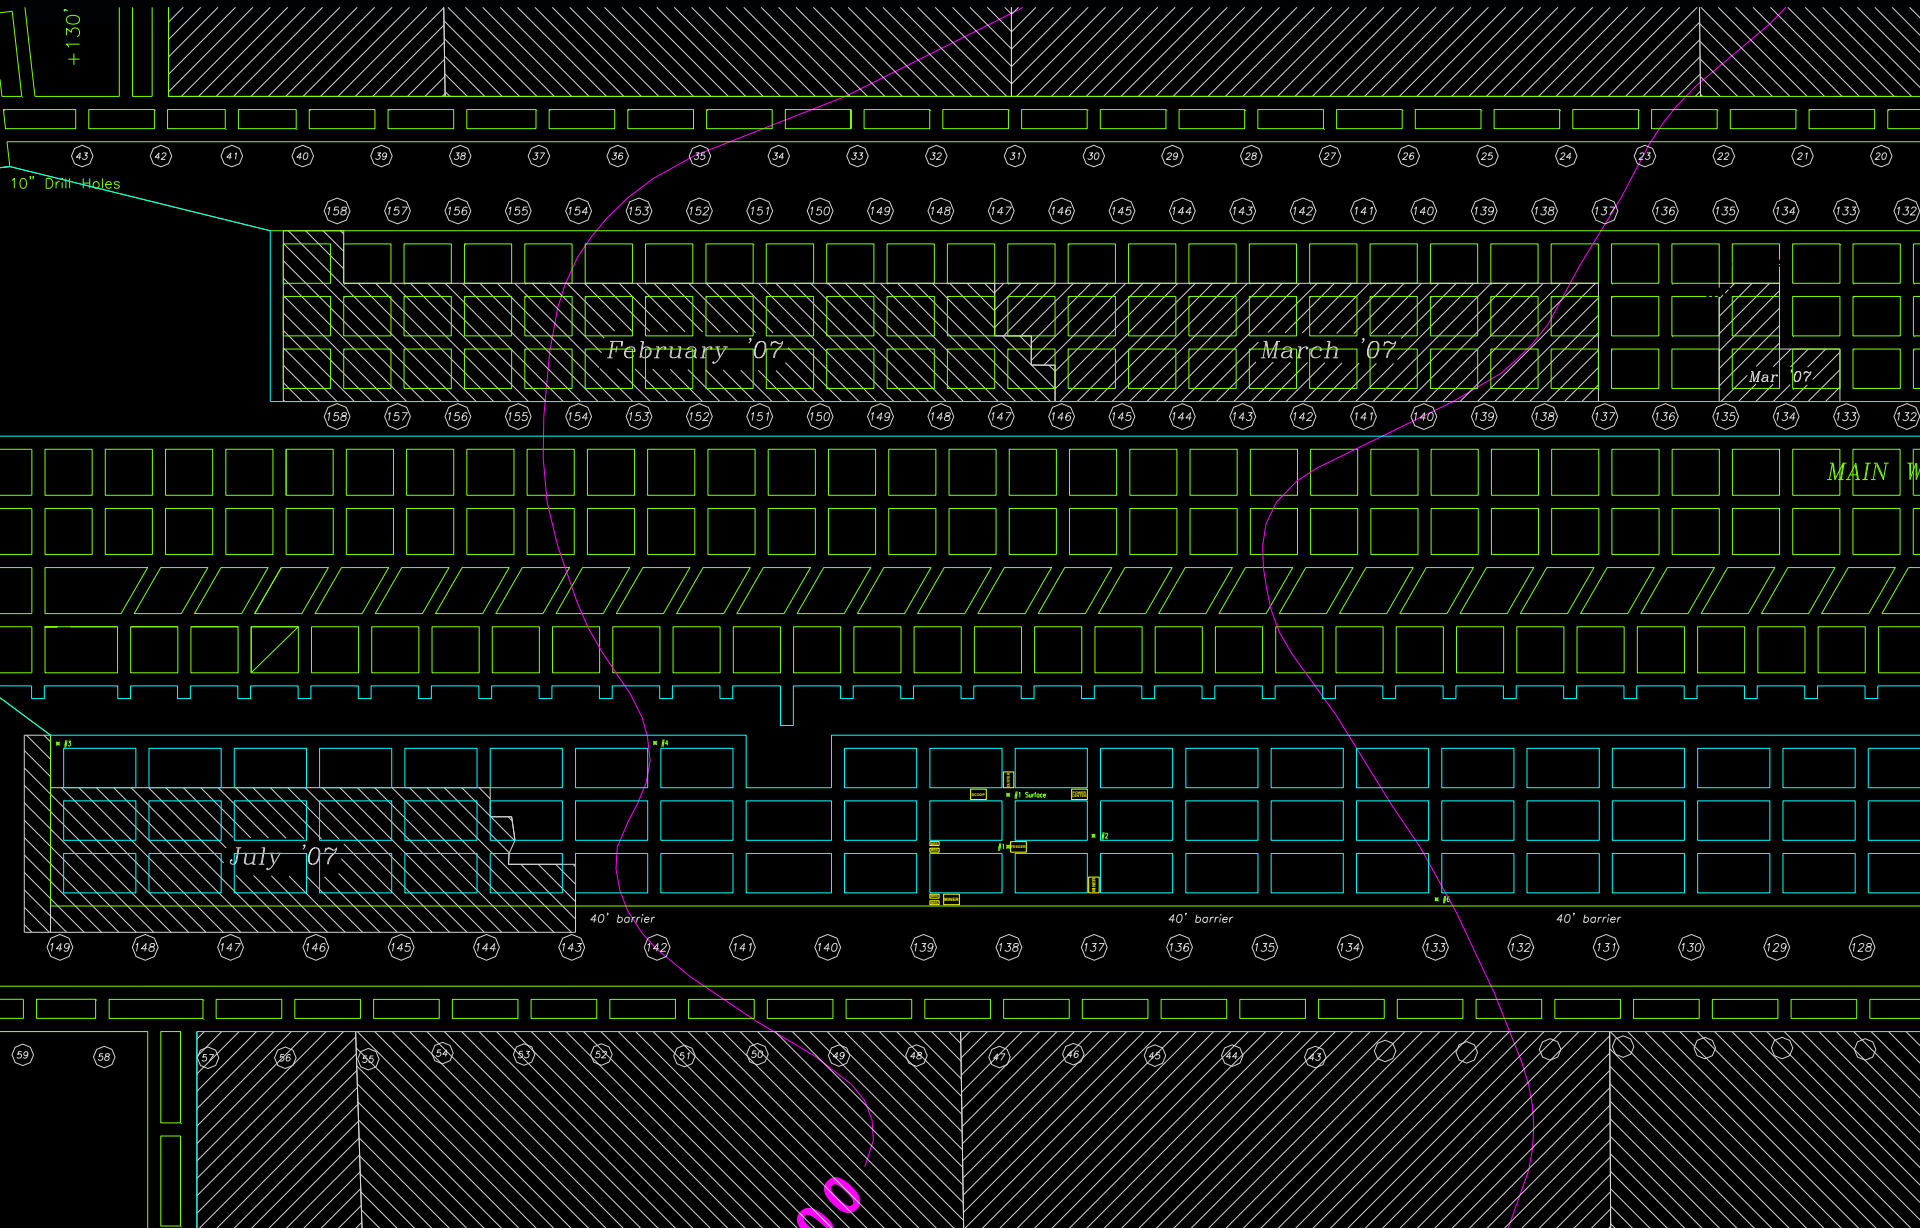 +130'
43 42 41 40 39 38 37 36 35 34 33 32 31 30 29 28 27 26 25 24 23 22 21 20
10" Drill Holes
158 157 156 155 154 153 152 151 150 149 148 147 146 145 144 143 142 141 140 139 138 137 136 135 134 133 132
February '07
March '07
Mar '07
158 157 156 155 154 153 152 151 150 149 148 147 146 145 144 143 142 141 140 139 138 137 136 135 134 133 132
MAIN W
#3
#4
#1 Surface
#2
#1
July '07
40' barrier 40' barrier 40' barrier
149 148 147 146 145 144 143 142 141 140 139 138 137 136 135 134 133 132 131 130 129 128
59 58 57 56 55 54 53 52 51 50 49 48 47 46 45 44 43
00